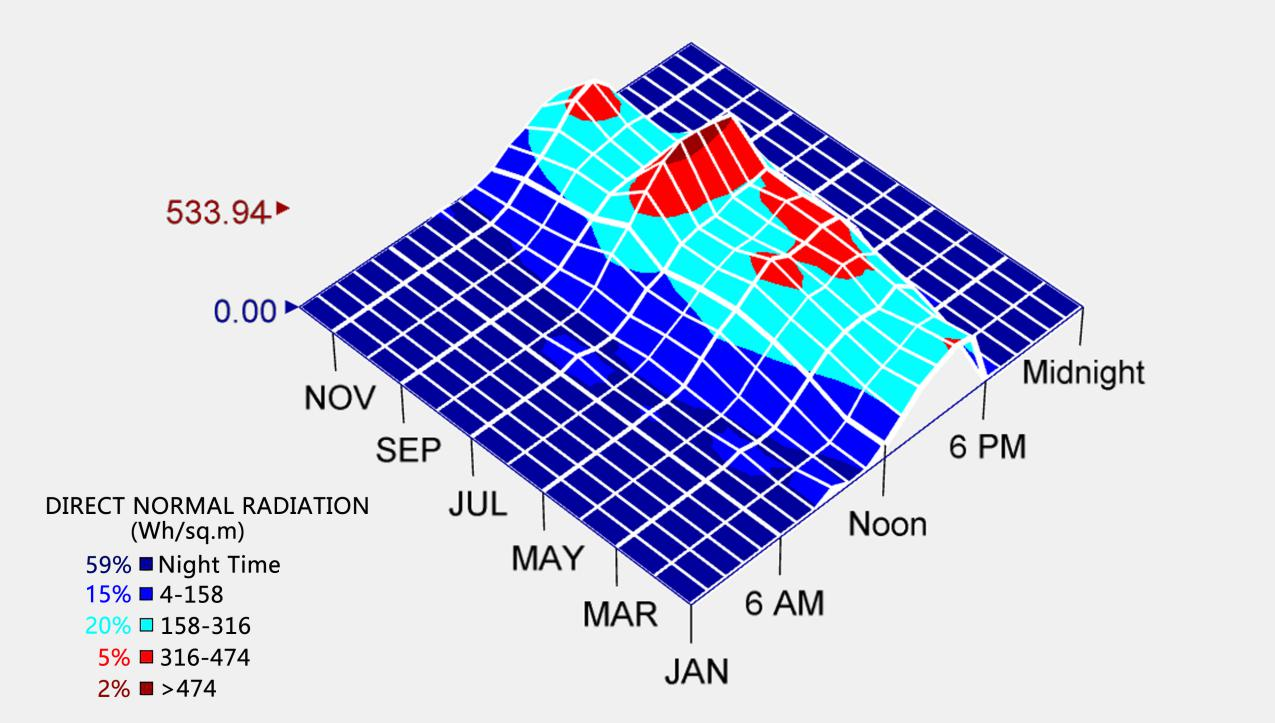 533.94
0.00
NOV
SEP
JUL
MAY
MAR
JAN
6 AM
Noon
6 PM
Midnight
DIRECT NORMAL RADIATION
(Wh/sq.m)
59% Night Time
15% 4-158
20% 158-316
5% 316-474
2% >474